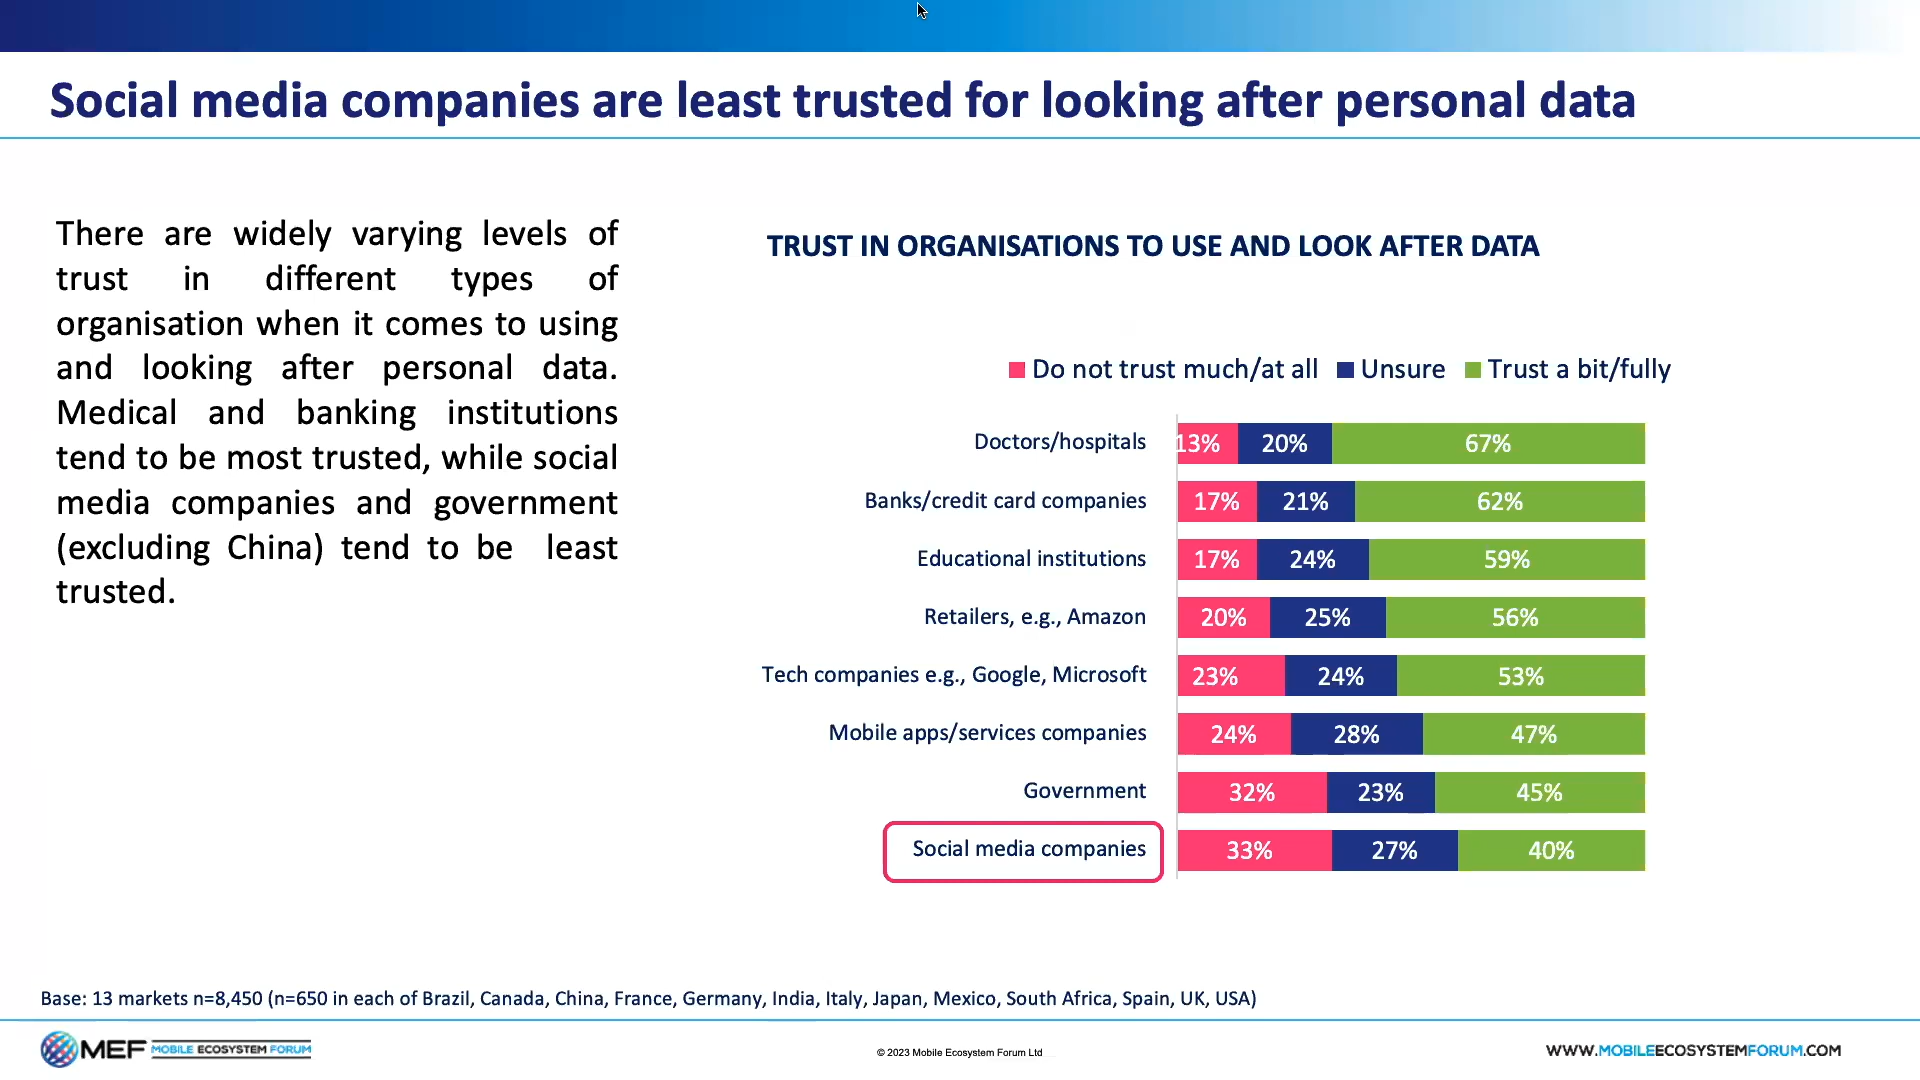 Social media companies are least trusted for looking after personal data
There are widely varying levels of
trust in different types of
organisation when it comes to using
and looking after personal data.
Medical and banking institutions
tend to be most trusted, while social
media companies and government
(excluding China) tend to be least
trusted.
TRUST IN ORGANISATIONS TO USE AND LOOK AFTER DATA
Do not trust much/at all Unsure Trust a bit/fully
Doctors/hospitals 13% 20% 67%
Banks/credit card companies 17% 21% 62%
Educational institutions 17% 24% 59%
Retailers, e.g., Amazon 20% 25% 56%
Tech companies e.g., Google, Microsoft 23% 24% 53%
Mobile apps/services companies 24% 28% 47%
Government 32% 23% 45%
Social media companies 33% 27% 40%
Base: 13 markets n=8,450 (n=650 in each of Brazil, Canada, China, France, Germany, India, Italy, Japan, Mexico, South Africa, Spain, UK, USA)
MEF MOBILE ECOSYSTEM FORUM
© 2023 Mobile Ecosystem Forum Ltd
WWW.MOBILEECOSYSTEMFORUM.COM